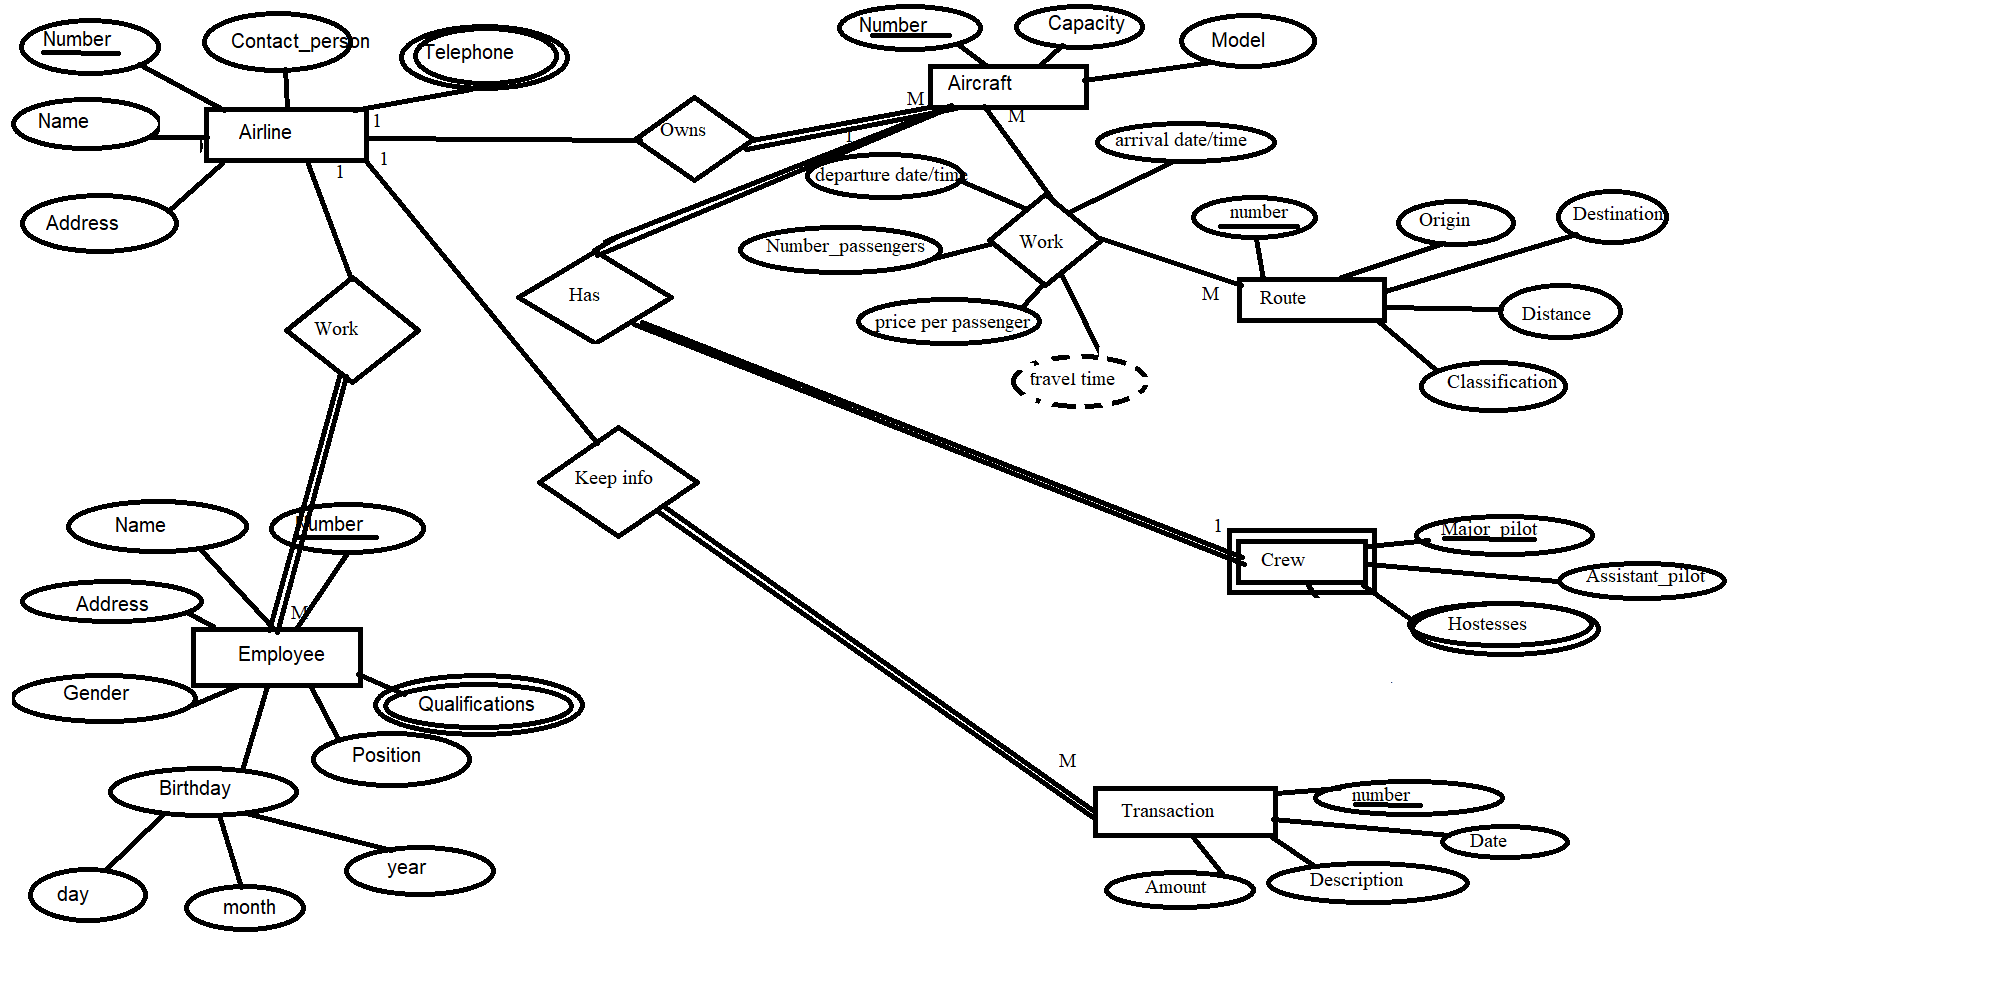 Number
Contact_person
Telephone
Name
Airline
1
Address
1
1
Owns
M
Number
Capacity
Model
Aircraft
M
1
departure date/time
arrival date/time
Number_passengers
Work
price per passenger
travel time
M
number
Origin
Destination
Route
Distance
Classification
Work
Has
Keep info
Name
Number
Address
M
Employee
Gender
Qualifications
Position
Birthday
day
month
year
1
Crew
Major_pilot
Assistant_pilot
Hostesses
M
Transaction
number
Date
Amount
Description